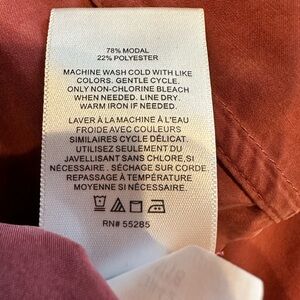 78% MODAL
22% POLYESTER
MACHINE WASH COLD WITH LIKE
COLORS. GENTLE CYCLE.
ONLY NON-CHLORINE BLEACH
WHEN NEEDED. LINE DRY.
WARM IRON IF NEEDED.
LAVER À LA MACHINE À L'EAU
FROIDE AVEC COULEURS
SIMILAIRES CYCLE DÉLICAT.
UTILISEZ SEULEMENT DU
JAVELLISANT SANS CHLORE, SI
NÉCESSAIRE . SÉCHAGE SUR CORDE.
REPASSAGE À TEMPÉRATURE
MOYENNE SI NÉCESSAIRE.
RN# 55285